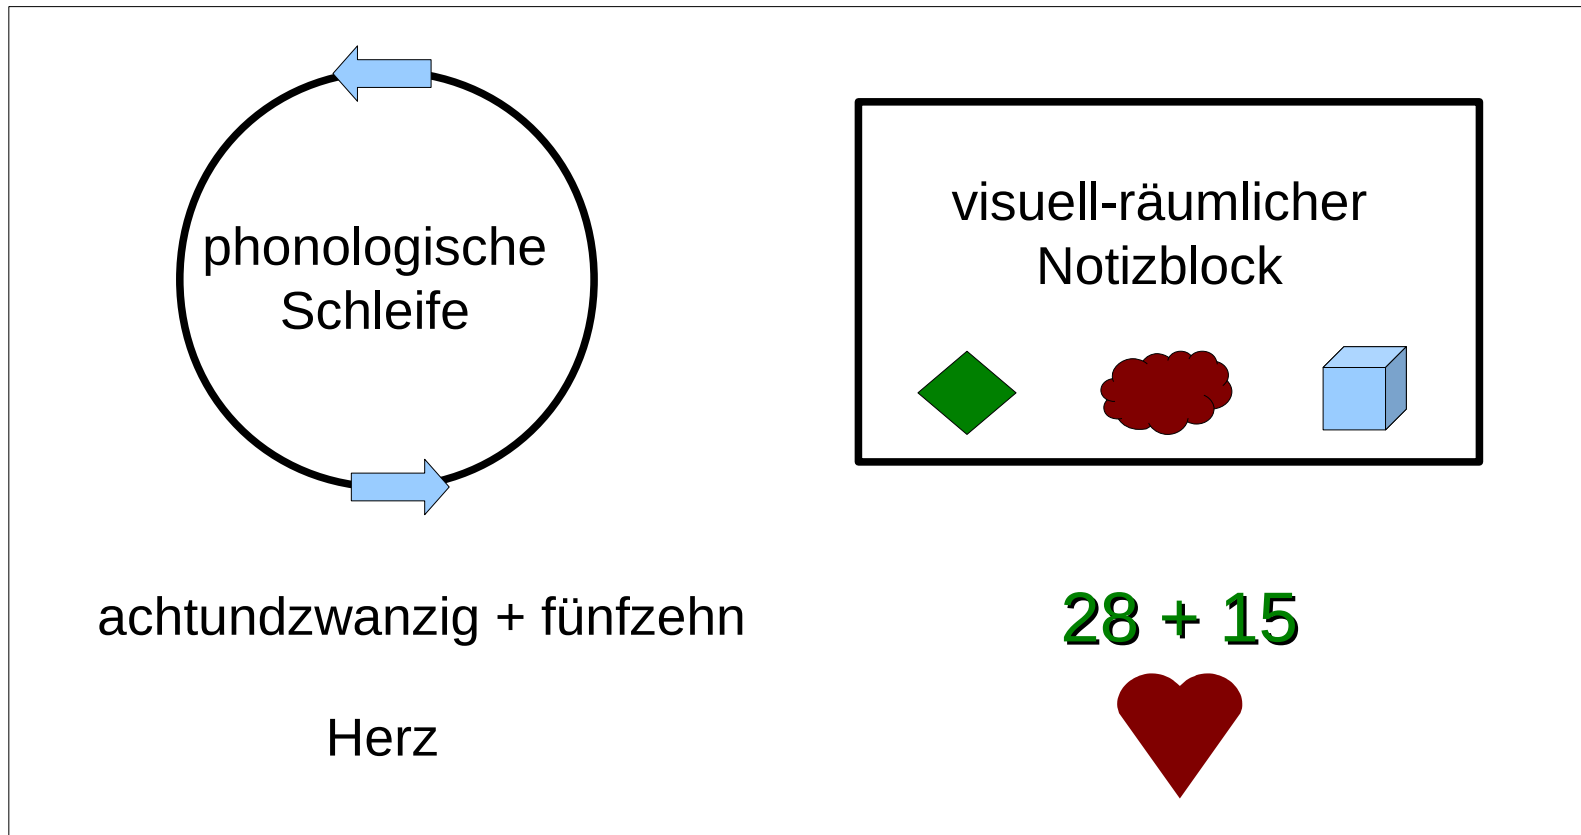 phonologische
Schleife
visuell-räumlicher
Notizblock
achtundzwanzig + fünfzehn
28 + 15
Herz